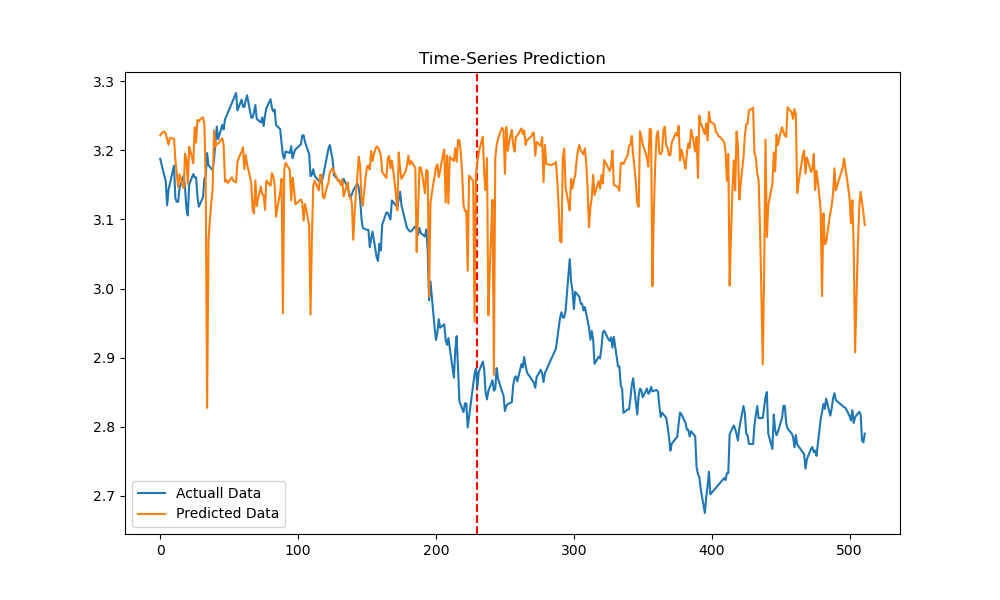 Time-Series Prediction
3.3
3.2
3.1
3.0
2.9
2.8
2.7
Actuall Data
Predicted Data
0 100 200 300 400 500